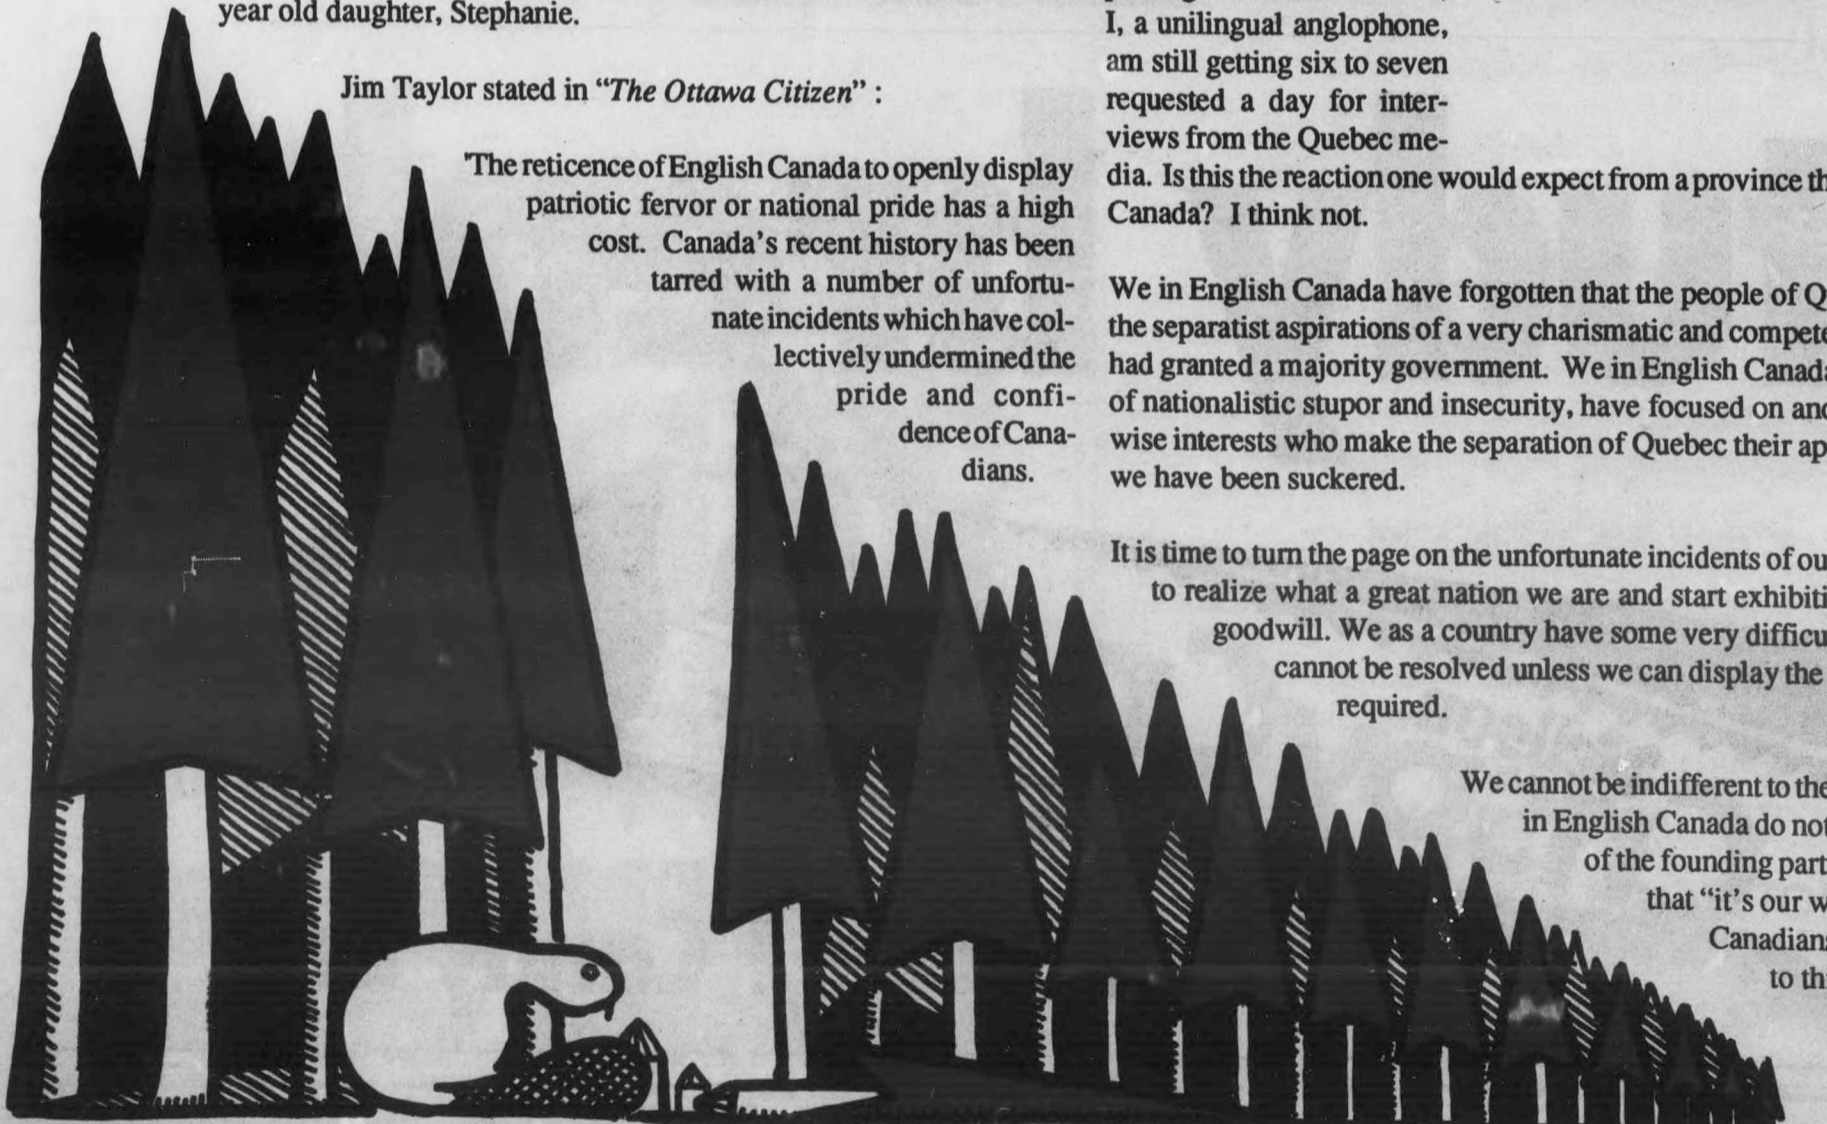 year old daughter, Stephanie.
Jim Taylor stated in “The Ottawa Citizen” :
'The reticence of English Canada to openly display
patriotic fervor or national pride has a high
cost. Canada's recent history has been
tarred with a number of unfortu-
nate incidents which have col-
lectively undermined the
pride and confi-
dence of Cana-
dians.
I, a unilingual anglophone,
am still getting six to seven
requested a day for inter-
views from the Quebec me-
dia. Is this the reaction one would expect from a province th
Canada? I think not.
We in English Canada have forgotten that the people of Q
the separatist aspirations of a very charismatic and compete
had granted a majority government. We in English Canada
of nationalistic stupor and insecurity, have focused on and
wise interests who make the separation of Quebec their ap
we have been suckered.
It is time to turn the page on the unfortunate incidents of ou
to realize what a great nation we are and start exhibiti
goodwill. We as a country have some very difficu
cannot be resolved unless we can display the
required.
We cannot be indifferent to the
in English Canada do not
of the founding part
that “it's our w
Canadians
to th